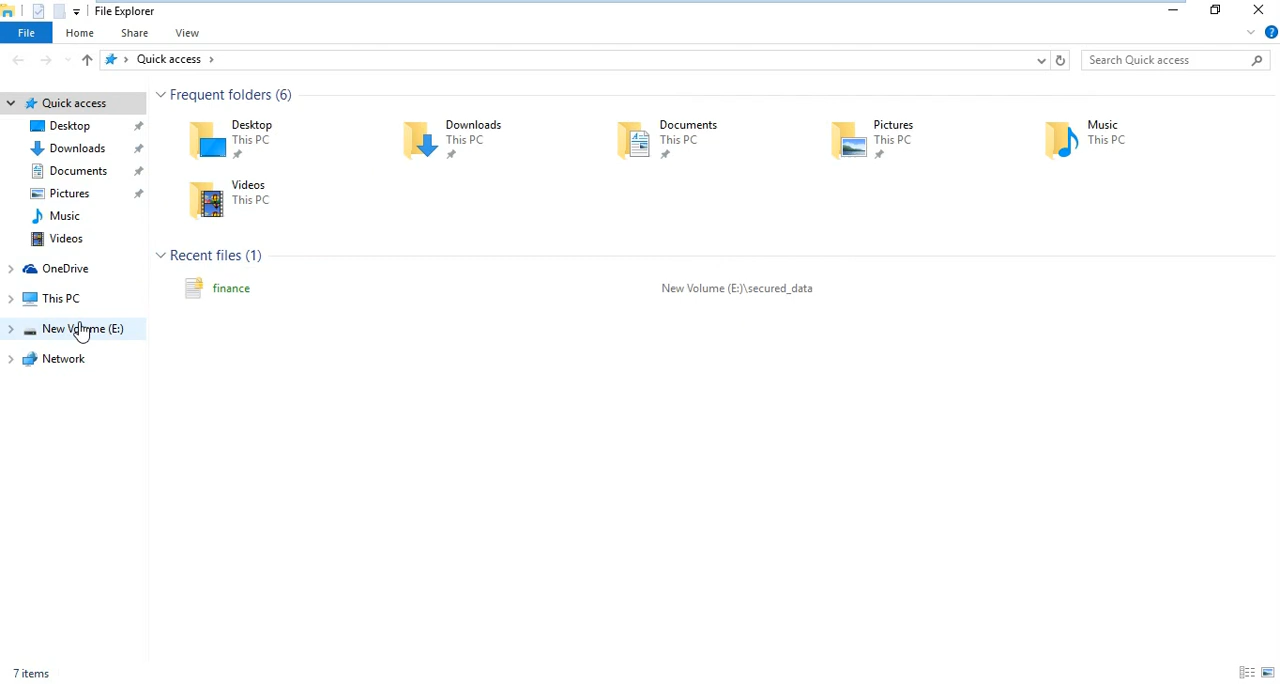 File Explorer
File Home Share View
Quick access
Search Quick access
Quick access
Desktop
Downloads
Documents
Pictures
Music
Videos
OneDrive
This PC
New Volume (E:)
Network
Frequent folders (6)
Desktop
This PC
Downloads
This PC
Documents
This PC
Pictures
This PC
Music
This PC
Videos
This PC
Recent files (1)
finance New Volume (E:)\secured_data
7 items